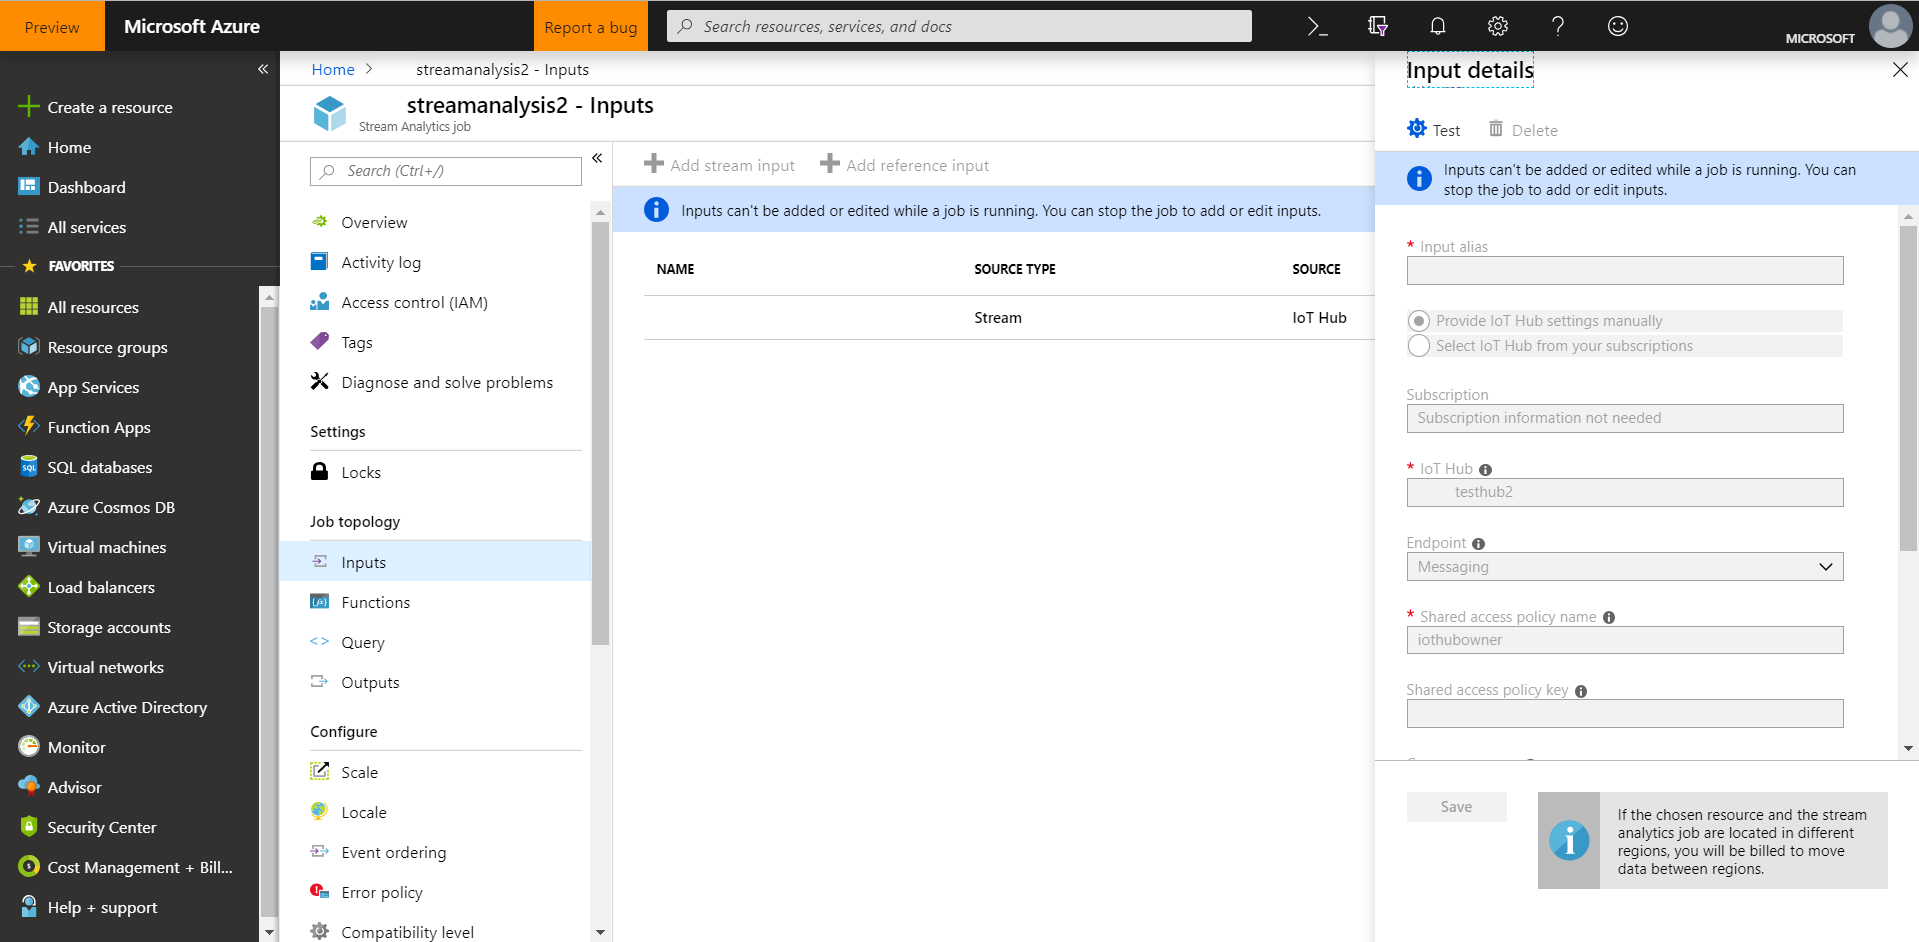 Preview
Microsoft Azure
Report a bug
Search resources, services, and docs
MICROSOFT
Create a resource
Home
Dashboard
All services
FAVORITES
All resources
Resource groups
App Services
Function Apps
SQL databases
Azure Cosmos DB
Virtual machines
Load balancers
Storage accounts
Virtual networks
Azure Active Directory
Monitor
Advisor
Security Center
Cost Management + Bill...
Help + support
Home > streamanalysis2 - Inputs
streamanalysis2 - Inputs
Stream Analytics job
Search (Ctrl+/)
Overview
Activity log
Access control (IAM)
Tags
Diagnose and solve problems
Settings
Locks
Job topology
Inputs
Functions
Query
Outputs
Configure
Scale
Locale
Event ordering
Error policy
Compatibility level
Add stream input
Add reference input
Inputs can't be added or edited while a job is running. You can stop the job to add or edit inputs.
NAME SOURCE TYPE SOURCE
Stream IoT Hub
Input details
Test
Delete
Inputs can't be added or edited while a job is running. You can
stop the job to add or edit inputs.
* Input alias
Provide IoT Hub settings manually
Select IoT Hub from your subscriptions
Subscription
Subscription information not needed
* IoT Hub
testhub2
Endpoint
Messaging
* Shared access policy name
iothubowner
Shared access policy key
Save
If the chosen resource and the stream
analytics job are located in different
regions, you will be billed to move
data between regions.